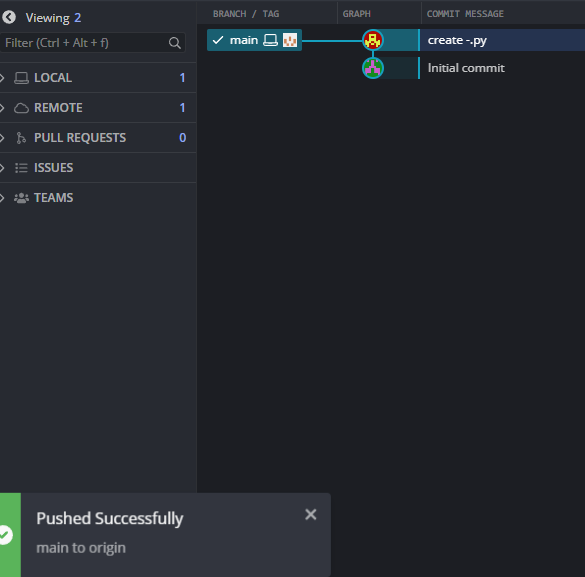 Viewing 2
Filter (Ctrl + Alt + f)
LOCAL 1
REMOTE 1
PULL REQUESTS 0
ISSUES
TEAMS
BRANCH / TAG GRAPH COMMIT MESSAGE
main create -.py
Initial commit
Pushed Successfully
main to origin